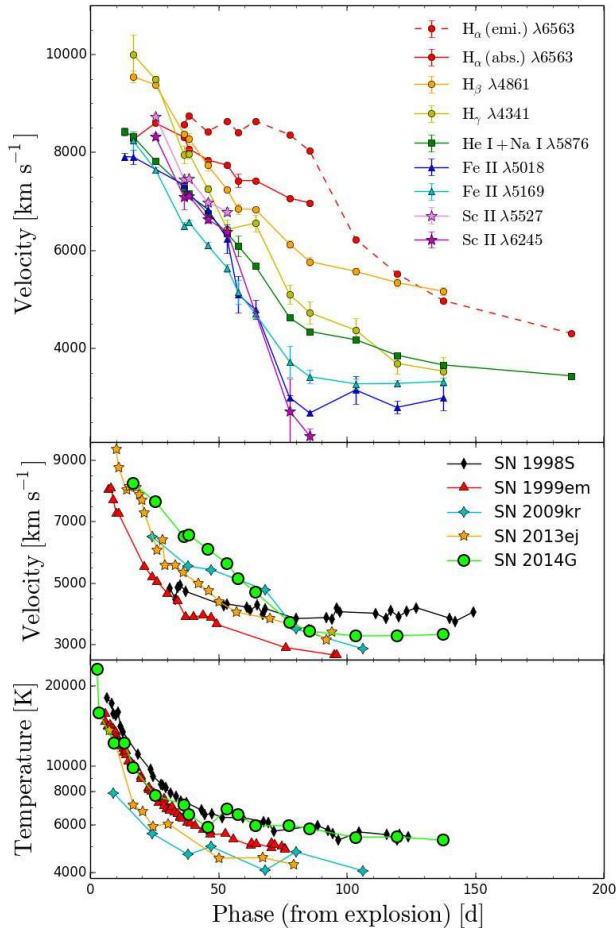 10000
8000
6000
4000
Velocity [km s⁻¹]
Hα (emi.) λ6563
Hα (abs.) λ6563
Hβ λ4861
Hγ λ4341
He I + Na I λ5876
Fe II λ5018
Fe II λ5169
Sc II λ5527
Sc II λ6245
9000
7000
5000
3000
Velocity [km s⁻¹]
SN 1998S
SN 1999em
SN 2009kr
SN 2013ej
SN 2014G
20000
10000
8000
6000
4000
Temperature [K]
0 50 100 150 200
Phase (from explosion) [d]